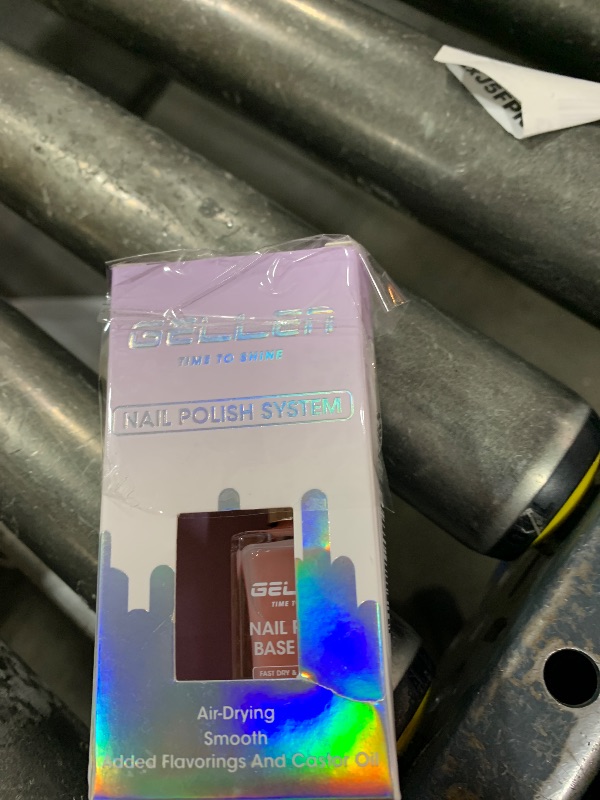 GELLEN
TIME TO SHINE
NAIL POLISH SYSTEM
GEL
TIME T
NAIL
BASE
FAST DRY &
Air-Drying
Smooth
dded Flavorings And Castor Oil